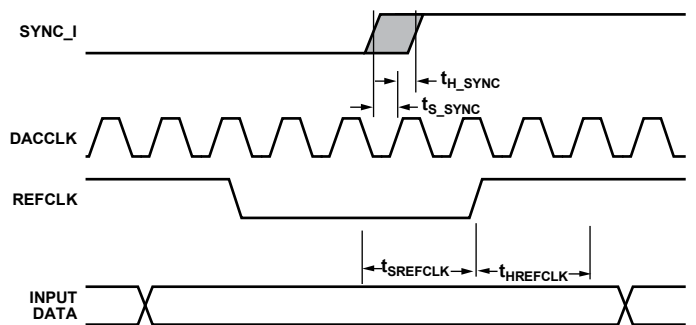 SYNC_I
tH_SYNC
tS_SYNC
DACCLK
REFCLK
tSREFCLK
tHREFCLK
INPUT
DATA